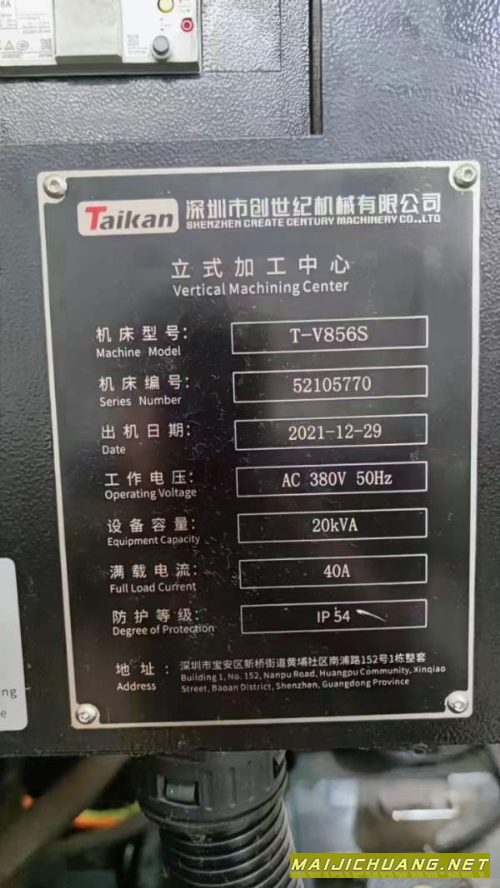 Taikan 深圳市创世纪机械有限公司
SHENZHEN CREATE CENTURY MACHINERY CO.,LTD
立式加工中心
Vertical Machining Center
机床型号: T-V856S
Machine Model
机床编号: 52105770
Series Number
出机日期: 2021-12-29
Date
工作电压: AC 380V 50Hz
Operating Voltage
设备容量: 20kVA
Equipment Capacity
满载电流: 40A
Full Load Current
防护等级: IP 54
Degree of Protection
地址: 深圳市宝安区新桥街道黄埔社区南浦路152号1栋整套
Address Building 1, No. 152, Nanpu Road, Huangpu Community, Xinqiao
Street, Baoan District, Shenzhen, Guangdong Province
MAIJICHUANG.NET